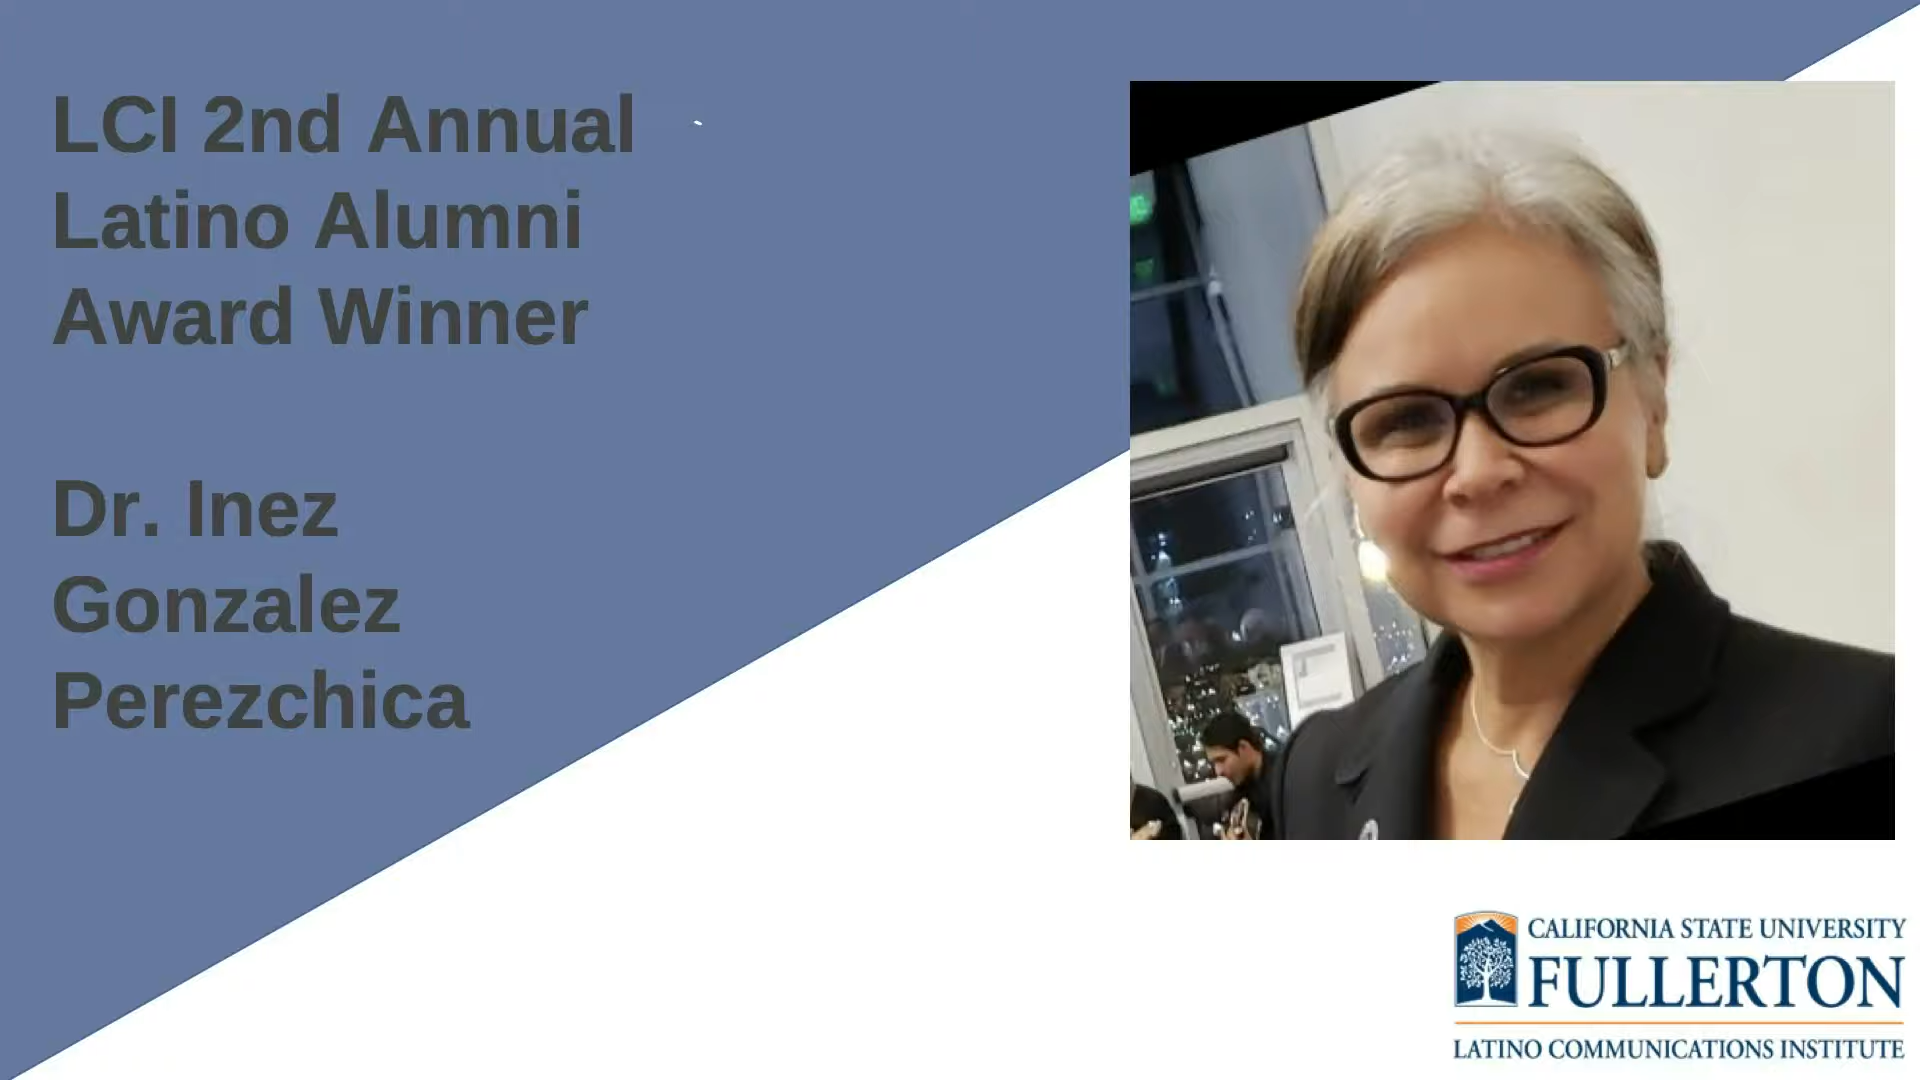 LCI 2nd Annual
Latino Alumni
Award Winner
Dr. Inez
Gonzalez
Perezchica
CALIFORNIA STATE UNIVERSITY
FULLERTON
LATINO COMMUNICATIONS INSTITUTE